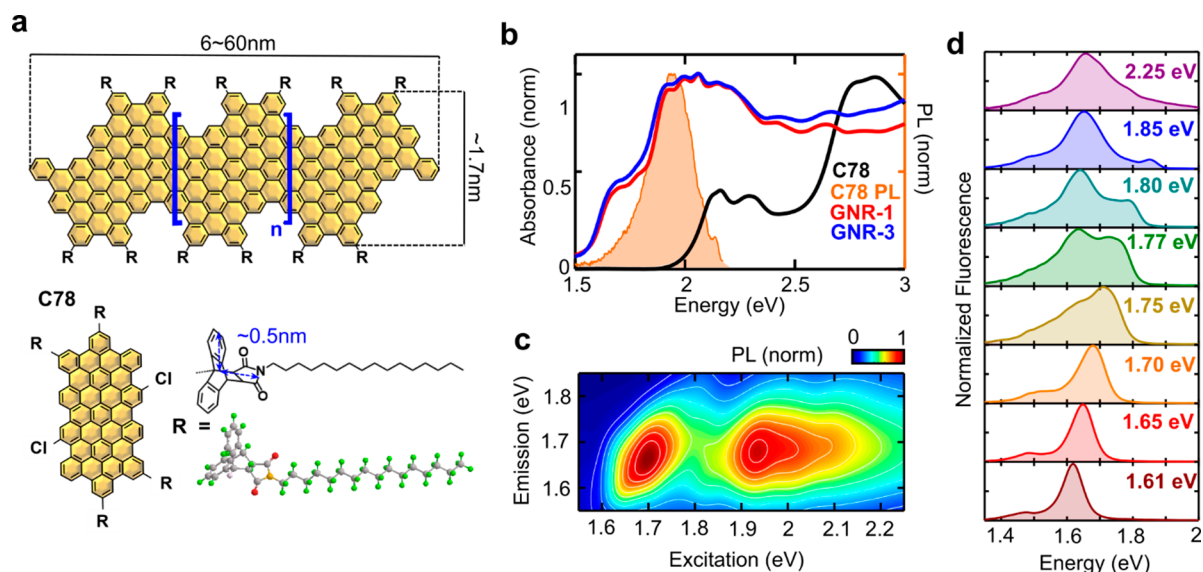 a
6~60nm
R R R R R R
~1.7nm
n
R R R R R R
C78
R
R
Cl
Cl
R
R
~0.5nm
O
N
O
R =
b
Absorbance (norm)
1
0.5
0
C78
C78 PL
GNR-1
GNR-3
PL (norm)
1.5 2 2.5 3
Energy (eV)
c
PL (norm)
0 1
Emission (eV)
1.8
1.7
1.6
1.6 1.7 1.8 1.9 2 2.1 2.2
Excitation (eV)
d
Normalized Fluorescence
2.25 eV
1.85 eV
1.80 eV
1.77 eV
1.75 eV
1.70 eV
1.65 eV
1.61 eV
1.4 1.6 1.8 2
Energy (eV)